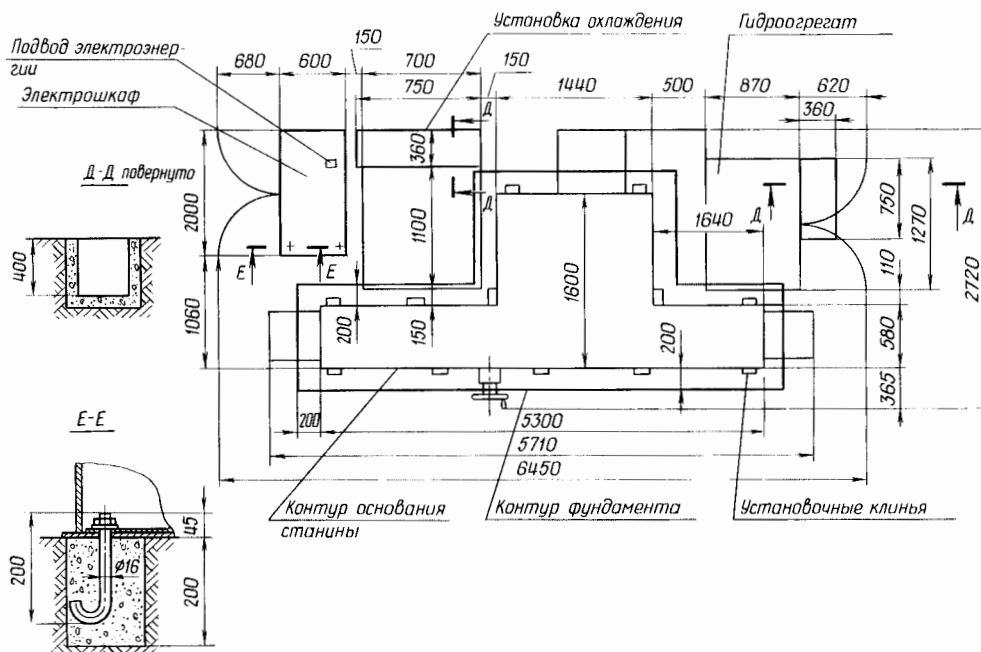 Установка охлаждения
Гидроогрегат
Подвод электроэнер-
гии
Электрошкаф
150
680
600
700
150
1440
500
870
620
750
360
Д
360
Д-Д повернуто
2000
400
Д
1100
1640
Д
750
1270
Д
2720
110
Е
Е
1600
1060
200
150
200
580
365
200
5300
5710
6450
Е-Е
Контур основания
станины
Контур фундамента
Установочные клинья
45
200
Ø16
200